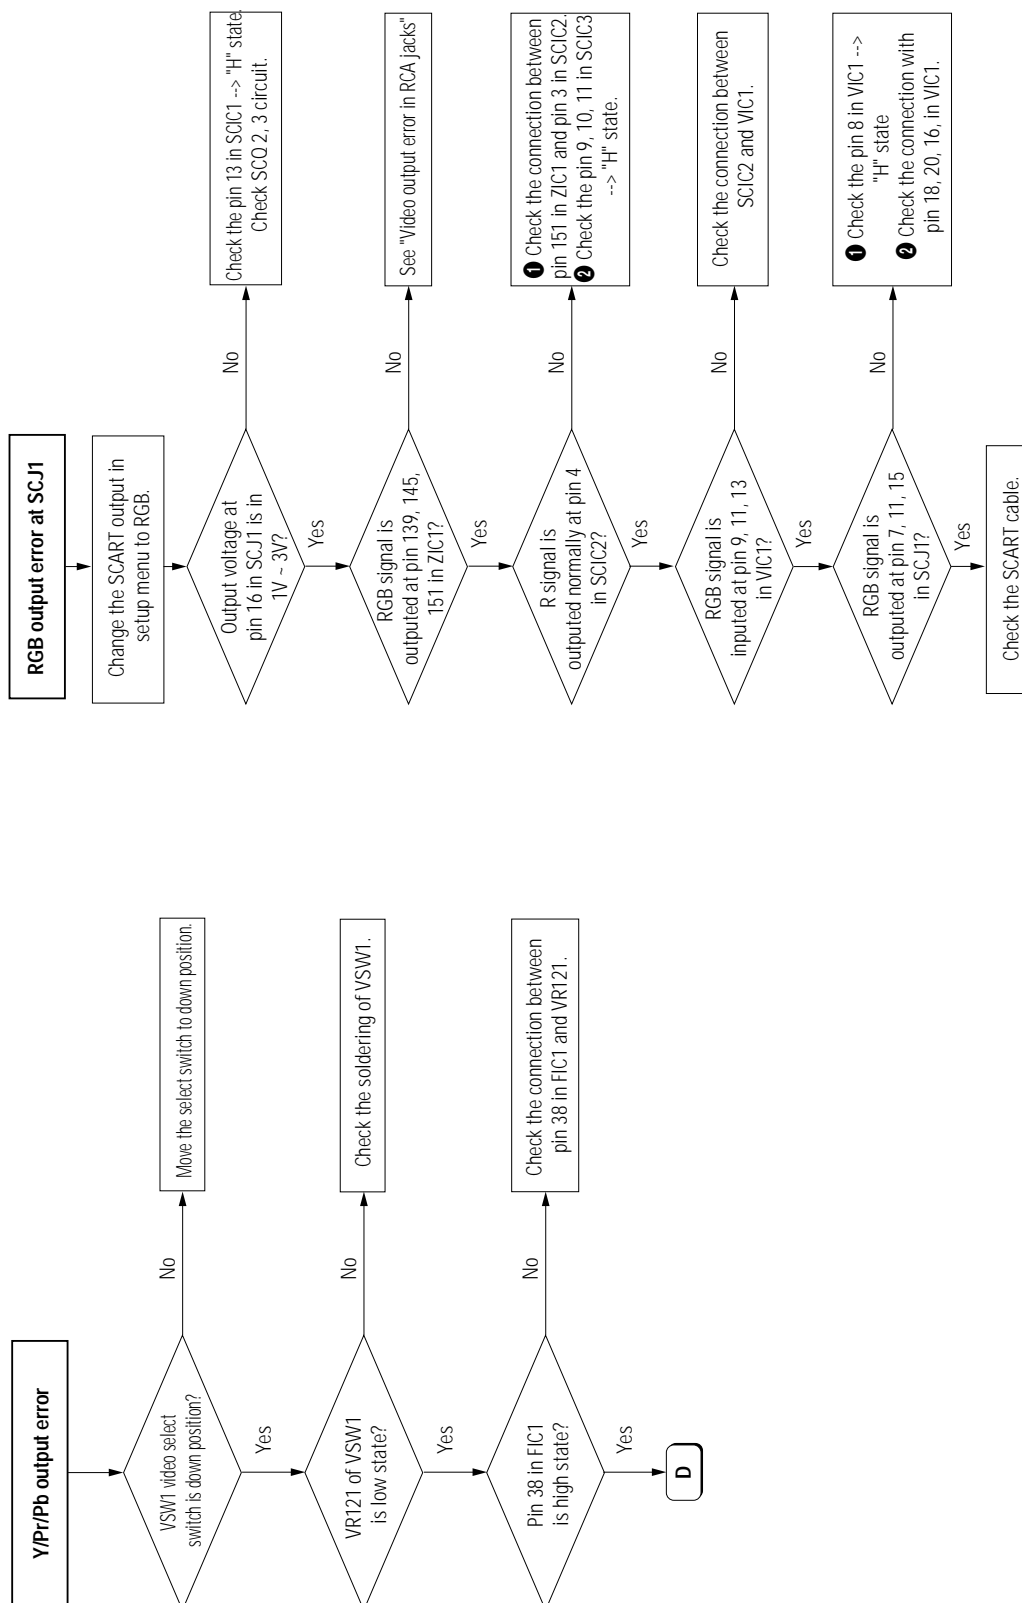 Y/Pr/Pb output error
VSW1 video select
switch is down position?
No
Move the select switch to down position.
Yes
VR121 of VSW1
is low state?
No
Check the soldering of VSW1.
Yes
Pin 38 in FIC1
is high state?
No
Check the connection between
pin 38 in FIC1 and VR121.
Yes
D
RGB output error at SCJ1
Change the SCART output in
setup menu to RGB.
Output voltage at
pin 16 in SCJ1 is in
1V ~ 3V?
No
Check the pin 13 in SCIC1 --> "H" state.
Check SCQ 2, 3 circuit.
Yes
RGB signal is
outputed at pin 139, 145,
151 in ZIC1?
No
See "Video output error in RCA jacks"
Yes
R signal is
outputed normally at pin 4
in SCIC2?
No
❶ Check the connection between
pin 151 in ZIC1 and pin 3 in SCIC2.
❷ Check the pin 9, 10, 11 in SCIC3
--> "H" state.
Yes
RGB signal is
inputed at pin 9, 11, 13
in VIC1?
No
Check the connection between
SCIC2 and VIC1.
Yes
RGB signal is
outputed at pin 7, 11, 15
in SCJ1?
No
❶ Check the pin 8 in VIC1 -->
"H" state
❷ Check the connection with
pin 18, 20, 16, in VIC1.
Yes
Check the SCART cable.